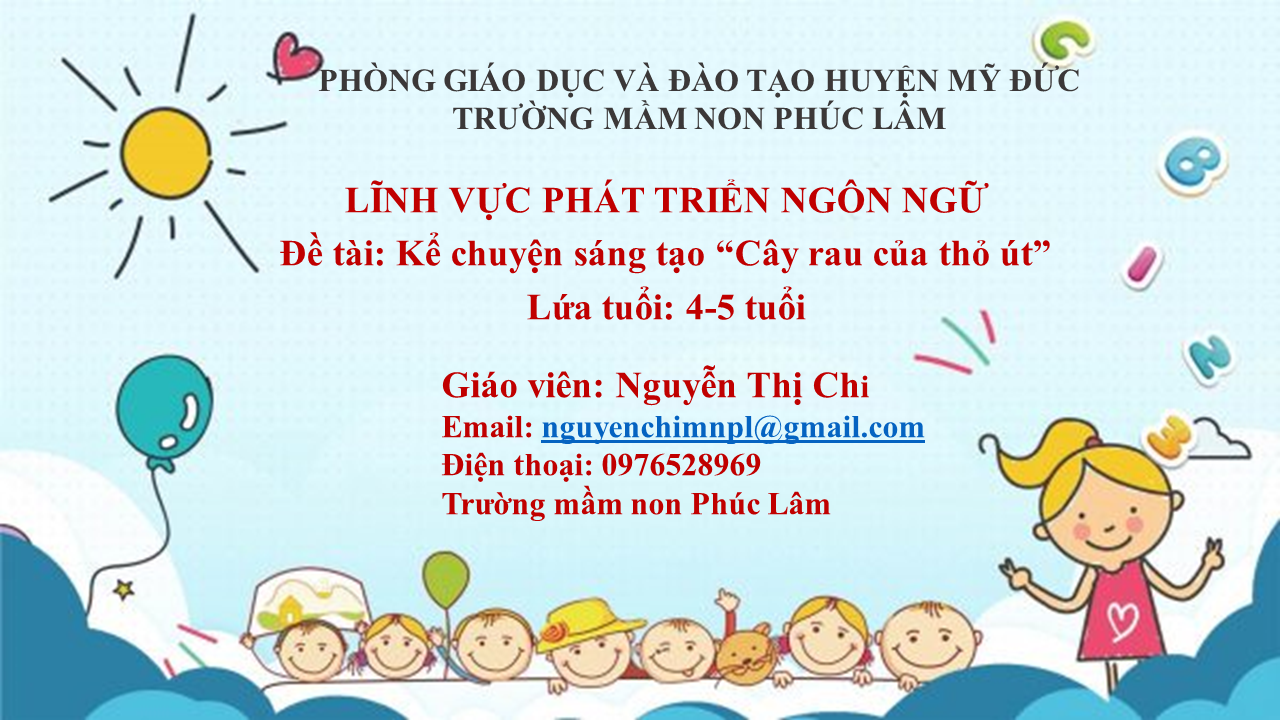 PHÒNG GIÁO DỤC VÀ ĐÀO TẠO HUYỆN MỸ ĐỨC
TRƯỜNG MẦM NON PHÚC LÂM
LĨNH VỰC PHÁT TRIỂN NGÔN NGỮ
Đề tài: Kể chuyện sáng tạo “Cây rau của thỏ út”
Lứa tuổi: 4-5 tuổi
Giáo viên: Nguyễn Thị Chi
Email: nguyenchimnpl@gmail.com
Điện thoại: 0976528969
Trường mầm non Phúc Lâm